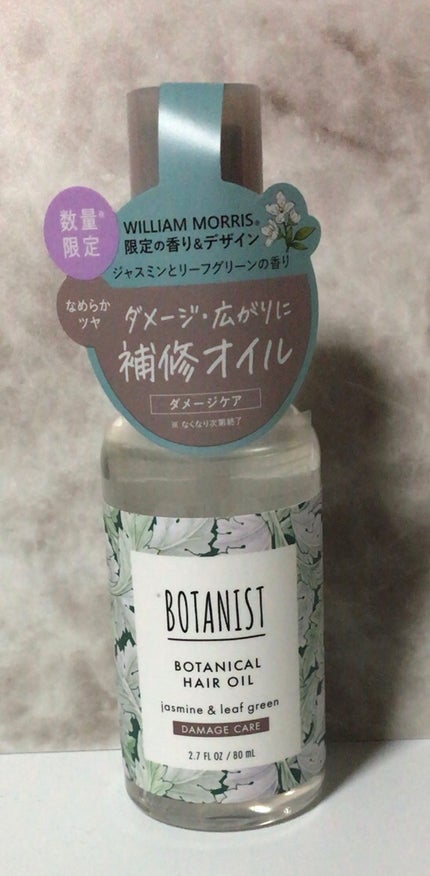 数量※
限定
WILLIAM MORRIS®
限定の香り&デザイン
ジャスミンとリーフグリーンの香り
なめらか
ツヤ
ダメージ・広がりに
補修オイル
ダメージケア
※ なくなり次第終了
BOTANIST
BOTANICAL
HAIR OIL
jasmine & leaf green
DAMAGE CARE
2.7 FL OZ / 80 mL